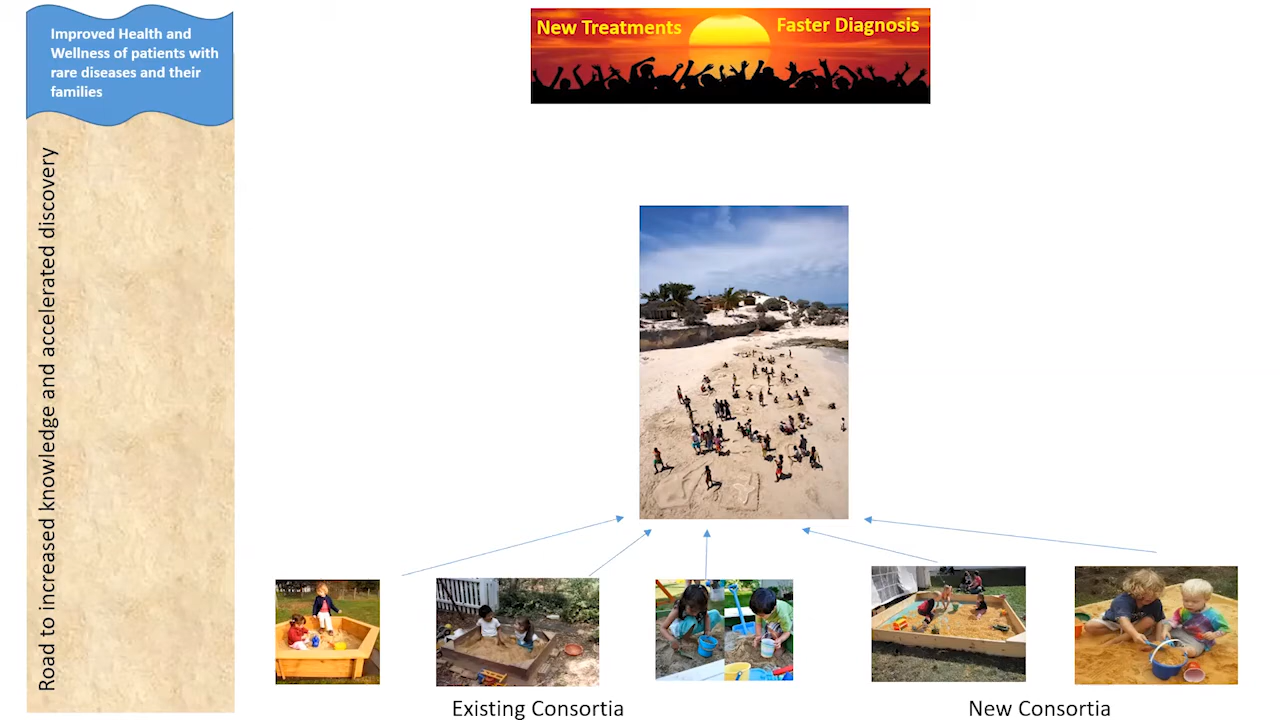 Improved Health and
Wellness of patients with
rare diseases and their
families
New Treatments
Faster Diagnosis
Road to increased knowledge and accelerated discovery
Existing Consortia
New Consortia